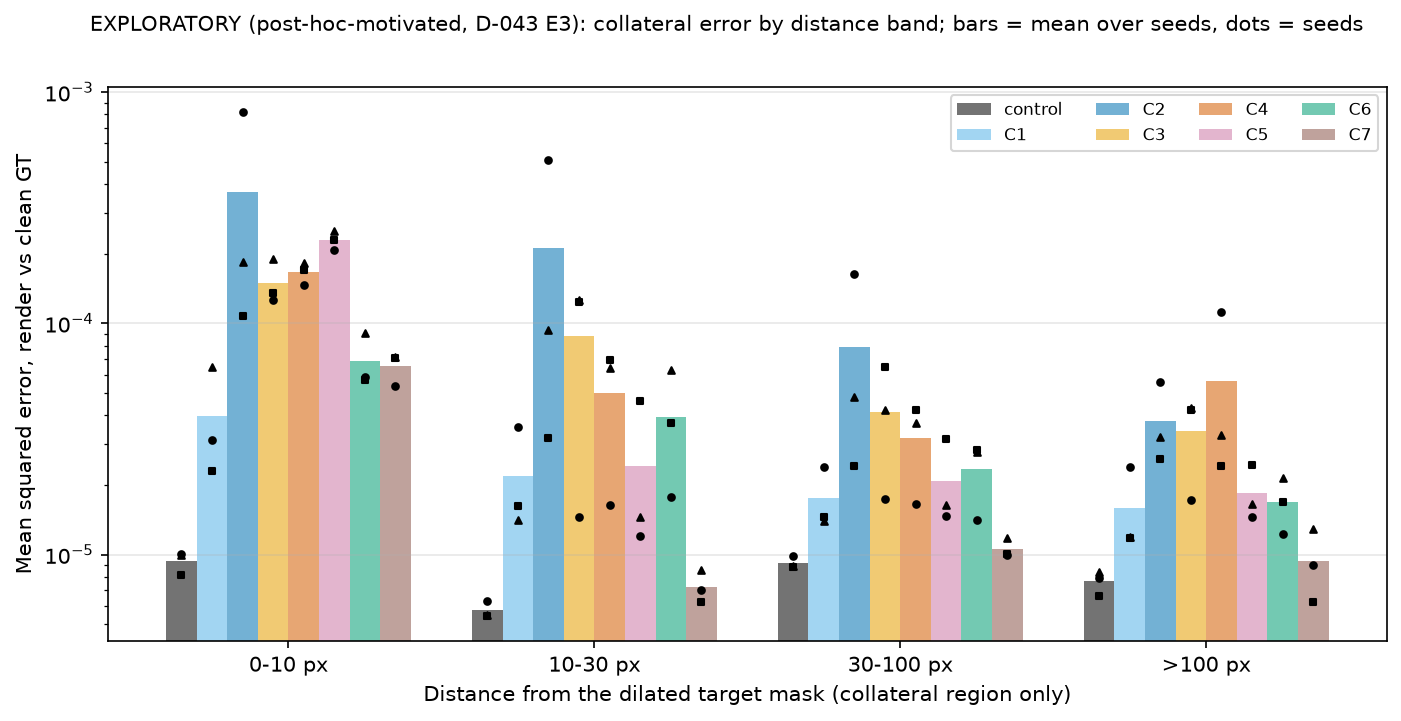 EXPLORATORY (post-hoc-motivated, D-043 E3): collateral error by distance band; bars = mean over seeds, dots = seeds
Mean squared error, render vs clean GT
10⁻³
10⁻⁴
10⁻⁵
control
C1
C2
C3
C4
C5
C6
C7
0-10 px
10-30 px
30-100 px
>100 px
Distance from the dilated target mask (collateral region only)